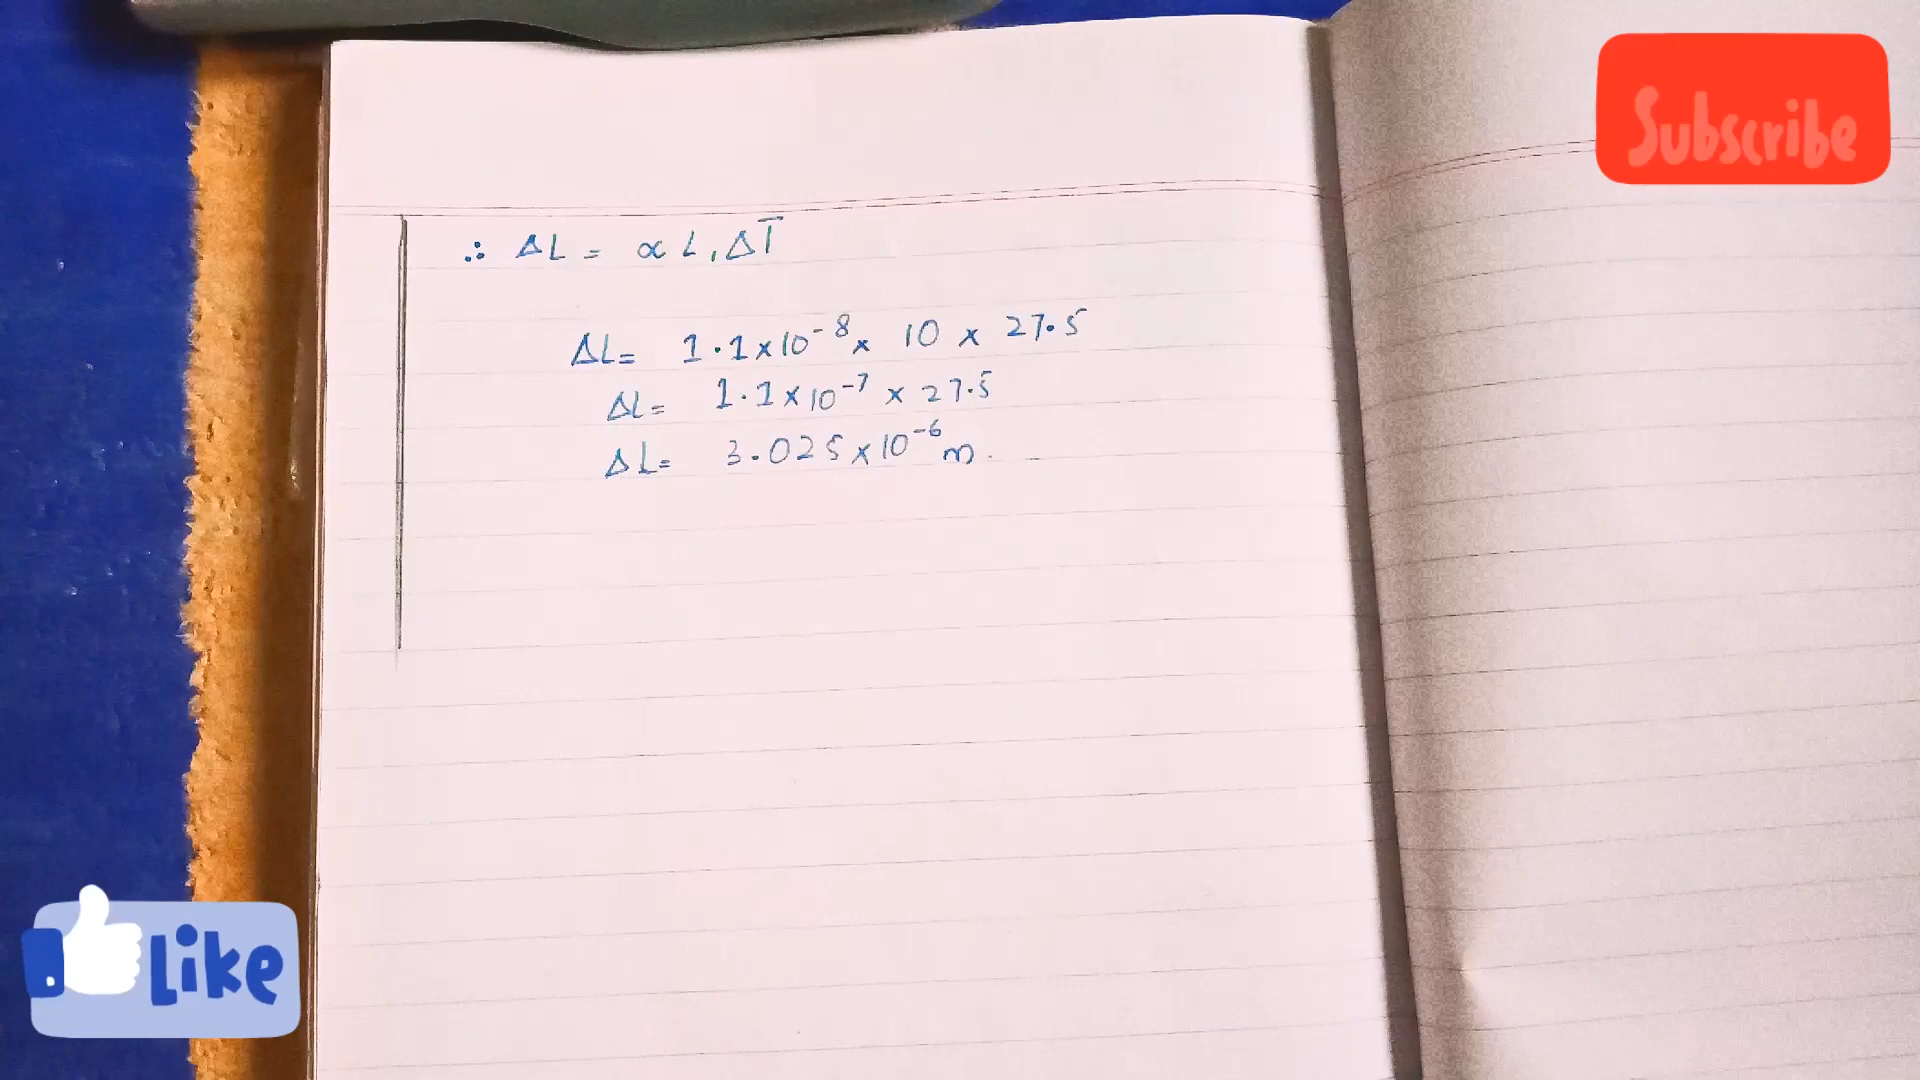 Subscribe
∴ ΔL = ∝ L₁ ΔT
ΔL = 1.1×10⁻⁸ × 10 × 27.5
ΔL = 1.1×10⁻⁷ × 27.5
ΔL = 3.025×10⁻⁶ m.
Like